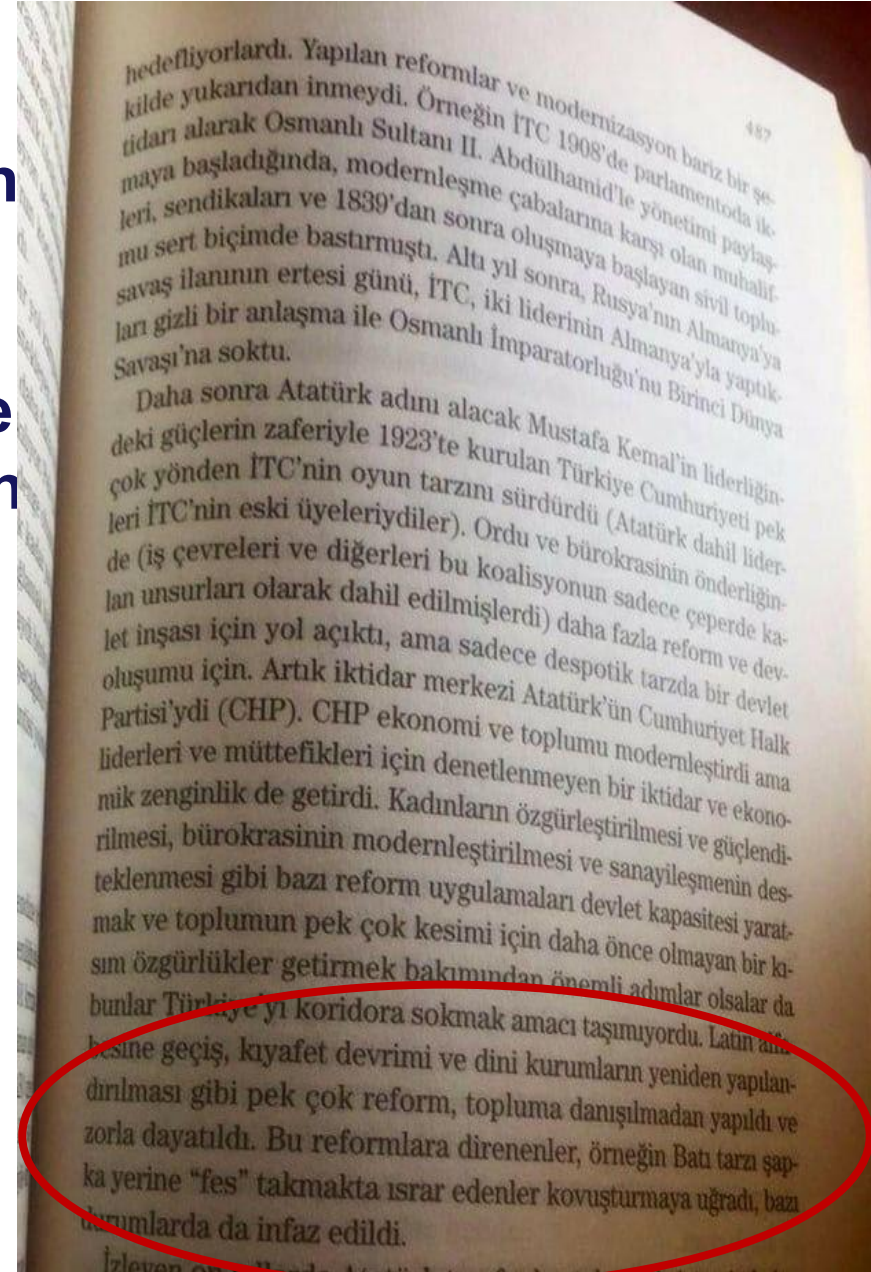 487
hedefliyorlardı. Yapılan reformlar ve modernizasyon bariz bir şe-
kilde yukarıdan inmeydi. Örneğin İTC 1908'de parlamentoda ik-
tidarı alarak Osmanlı Sultanı II. Abdülhamid'le yönetimi paylaş-
maya başladığında, modernleşme çabalarına karşı olan muhalif-
leri, sendikaları ve 1839'dan sonra oluşmaya başlayan sivil toplu-
mu sert biçimde bastırmıştı. Altı yıl sonra, Rusya'nın Almanya'ya
savaş ilanının ertesi günü, İTC, iki liderinin Almanya'yla yaptık-
ları gizli bir anlaşma ile Osmanlı İmparatorluğu'nu Birinci Dünya
Savaşı'na soktu.
Daha sonra Atatürk adını alacak Mustafa Kemal'in liderliğin-
deki güçlerin zaferiyle 1923'te kurulan Türkiye Cumhuriyeti pek
çok yönden İTC'nin oyun tarzını sürdürdü (Atatürk dahil lider-
leri İTC'nin eski üyeleriydiler). Ordu ve bürokrasinin önderliğin-
de (iş çevreleri ve diğerleri bu koalisyonun sadece çeperde ka-
lan unsurları olarak dahil edilmişlerdi) daha fazla reform ve dev-
let inşası için yol açıktı, ama sadece despotik tarzda bir devlet
oluşumu için. Artık iktidar merkezi Atatürk'ün Cumhuriyet Halk
Partisi'ydi (CHP). CHP ekonomi ve toplumu modernleştirdi ama
liderleri ve müttefikleri için denetlenmeyen bir iktidar ve ekono-
mik zenginlik de getirdi. Kadınların özgürleştirilmesi ve güçlendi-
rilmesi, bürokrasinin modernleştirilmesi ve sanayileşmenin des-
teklenmesi gibi bazı reform uygulamaları devlet kapasitesi yarat-
mak ve toplumun pek çok kesimi için daha önce olmayan bir kı-
sım özgürlükler getirmek bakımından önemli adımlar olsalar da
bunlar Türkiye'yi koridora sokmak amacı taşımıyordu. Latin alfa-
besine geçiş, kıyafet devrimi ve dini kurumların yeniden yapılan-
dırılması gibi pek çok reform, topluma danışılmadan yapıldı ve
zorla dayatıldı. Bu reformlara direnenler, örneğin Batı tarzı şap-
ka yerine "fes" takmakta ısrar edenler kovuşturmaya uğradı, bazı
durumlarda da infaz edildi.
İzleyen on